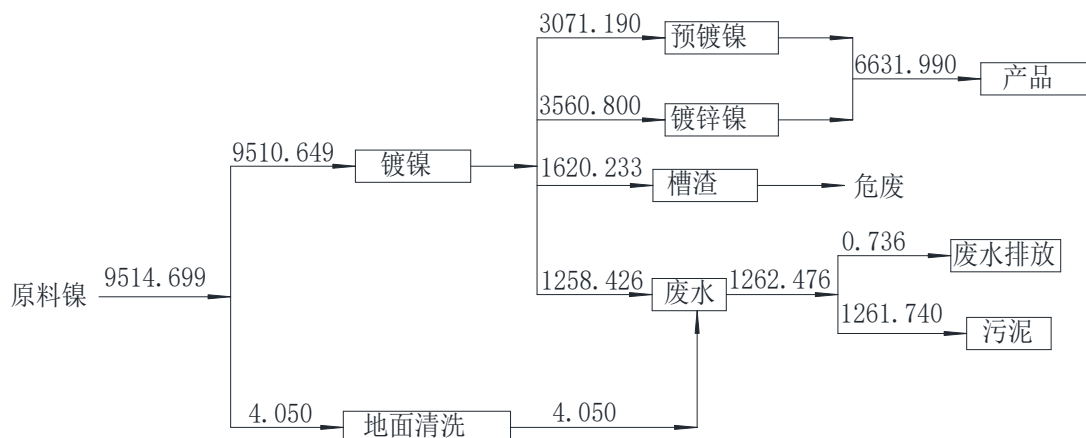 3071.190
预镀镍
6631.990
产品
3560.800
镀锌镍
9510.649
镀镍
1620.233
槽渣
危废
0.736
废水排放
原料镍
9514.699
1258.426
废水
1262.476
1261.740
污泥
4.050
地面清洗
4.050